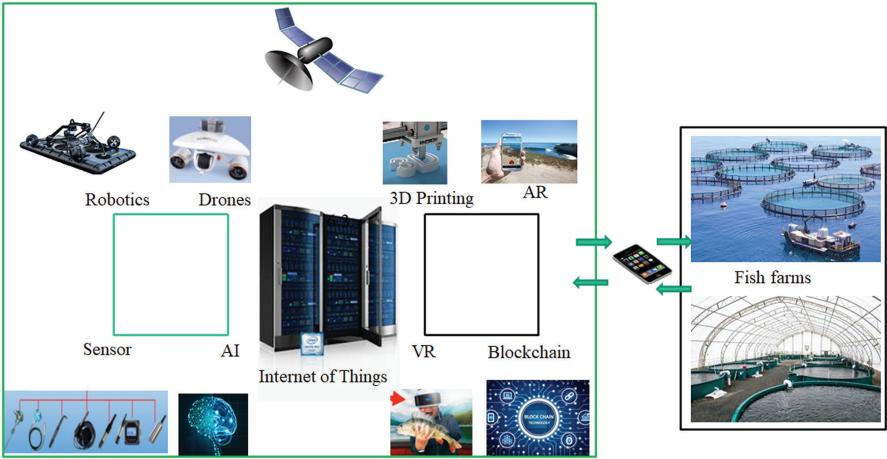 Robotics
Drones
3D Printing
AR
Sensor
AI
Internet of Things
VR
Blockchain
BLOCK CHAIN
TECHNOLOGY
Fish farms